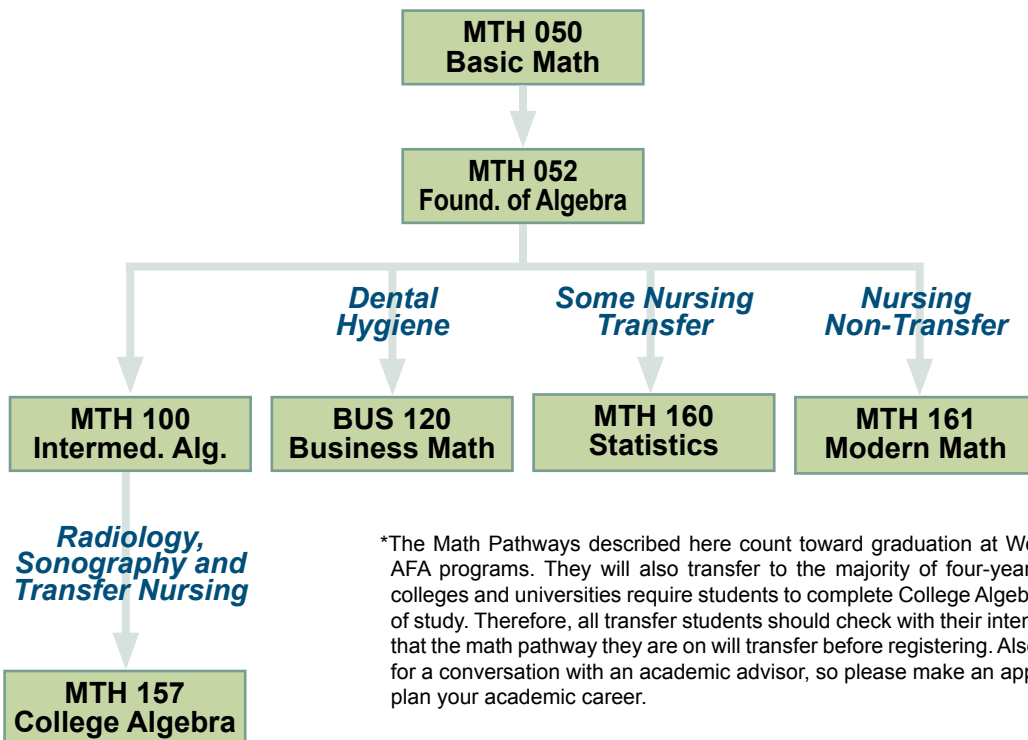 MTH 050
Basic Math
MTH 052
Found. of Algebra
Dental
Hygiene
Some Nursing
Transfer
Nursing
Non-Transfer
MTH 100
Intermed. Alg.
BUS 120
Business Math
MTH 160
Statistics
MTH 161
Modern Math
Radiology,
Sonography and
Transfer Nursing
MTH 157
College Algebra
*The Math Pathways described here count toward graduation at
AFA programs. They will also transfer to the majority of four-year
colleges and universities require students to complete College
of study. Therefore, all transfer students should check with their
that the math pathway they are on will transfer before registering.
for a conversation with an academic advisor, so please make an
plan your academic career.